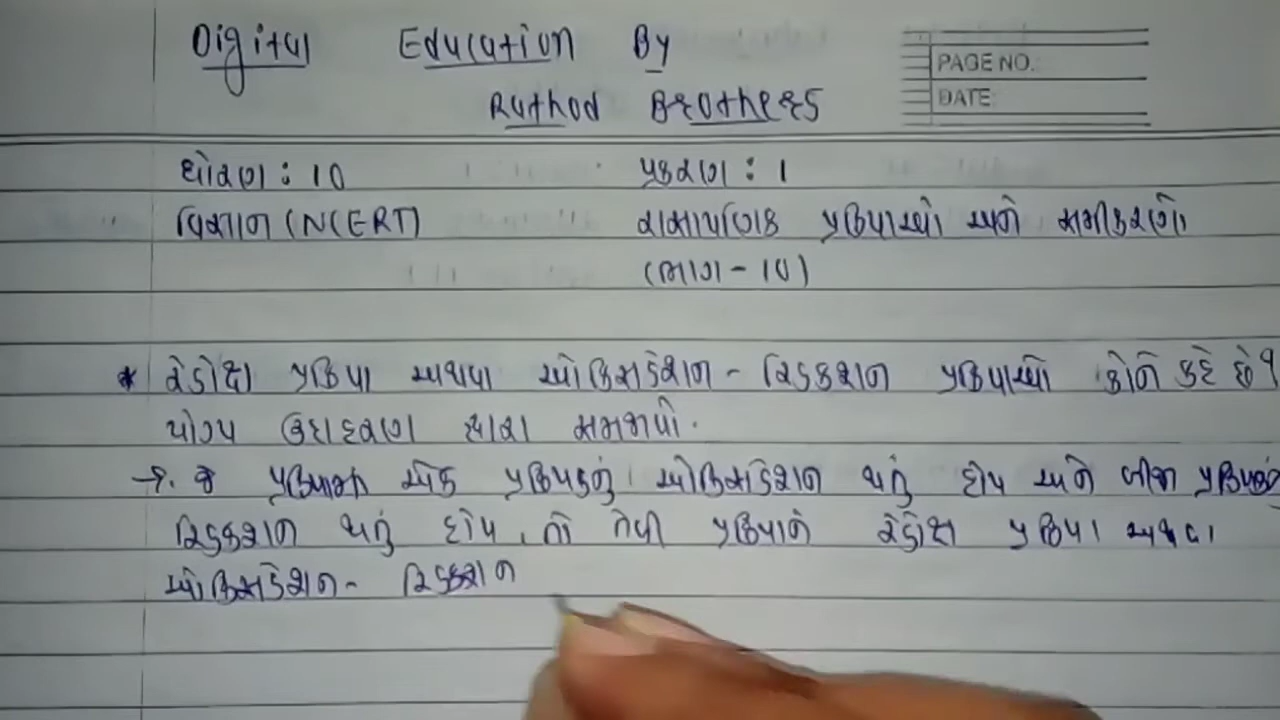 Digital Education By
Rathod Brothers
PAGE NO.:
DATE:
ધોરણ : 10 પ્રકરણ : 1
વિજ્ઞાન (NCERT) રાસાયણિક પ્રક્રિયાઓ અને સમીકરણો
(ભાગ - 10)
* રેડોક્ષ પ્રક્રિયા અથવા ઓક્સિડેશન - રિડક્શન પ્રક્રિયાઓ કોને કહે છે ?
યોગ્ય ઉદાહરણ દ્વારા સમજાવો.
→ જે પ્રક્રિયામાં એક પ્રક્રિયકનું ઓક્સિડેશન થતું હોય અને બીજા પ્રક્રિયકનું
રિડક્શન થતું હોય, તો તેવી પ્રક્રિયાને રેડોક્ષ પ્રક્રિયા અથવા
ઓક્સિડેશન - રિડક્શન